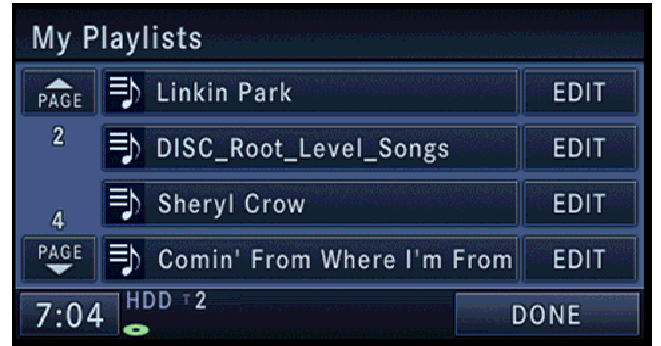 My Playlists
PAGE
Linkin Park EDIT
2
DISC_Root_Level_Songs EDIT
Sheryl Crow EDIT
4
PAGE
Comin' From Where I'm From EDIT
7:04 HDD T 2 DONE